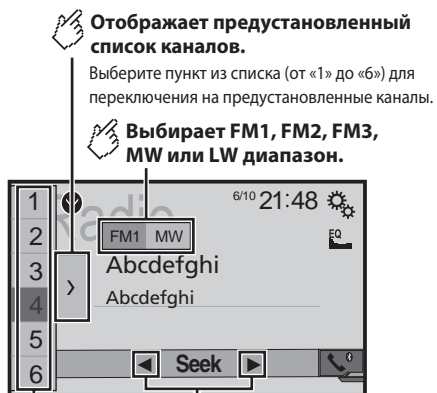 Отображает предустановленный
список каналов.
Выберите пункт из списка (от «1» до «6») для
переключения на предустановленные каналы.
Выбирает FM1, FM2, FM3,
MW или LW диапазон.
Radio
6/10 21:48
EQ
FM1 MW
1
2
3
4
5
6
Abcdefghi
Abcdefghi
◄ Seek ►